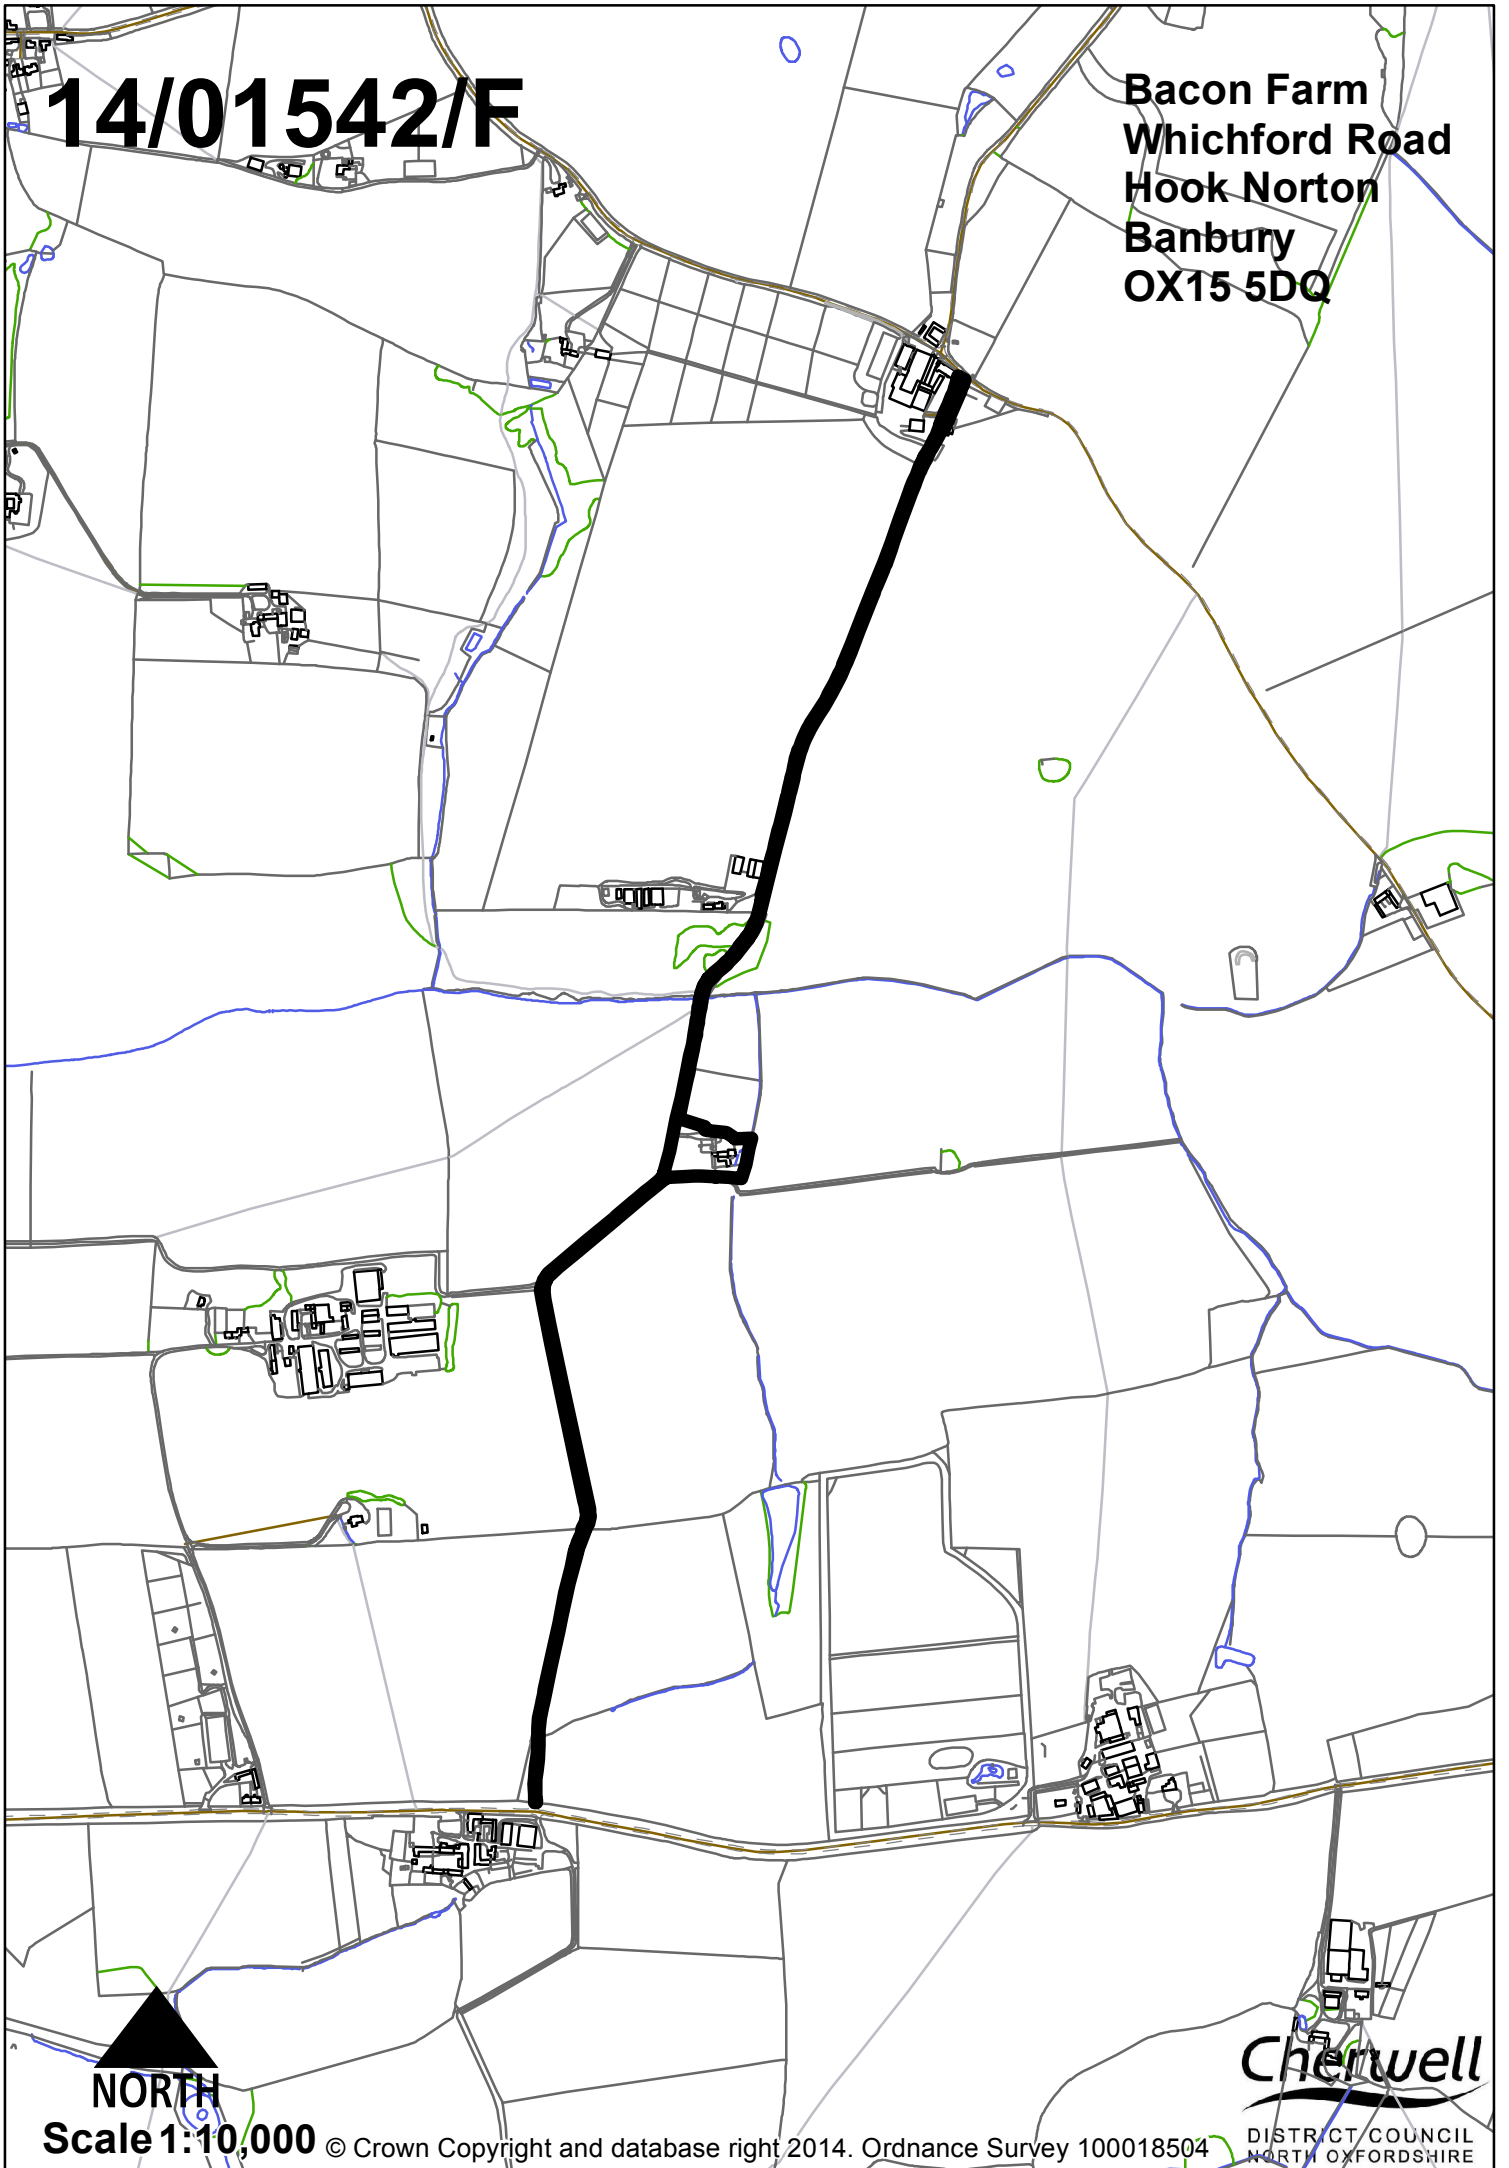 14/01542/F
Bacon Farm
Whichford Road
Hook Norton
Banbury
OX15 5DQ
NORTH
Scale 1:10,000
© Crown Copyright and database right 2014. Ordnance Survey 100018504
Cherwell
DISTRICT COUNCIL
NORTH OXFORDSHIRE